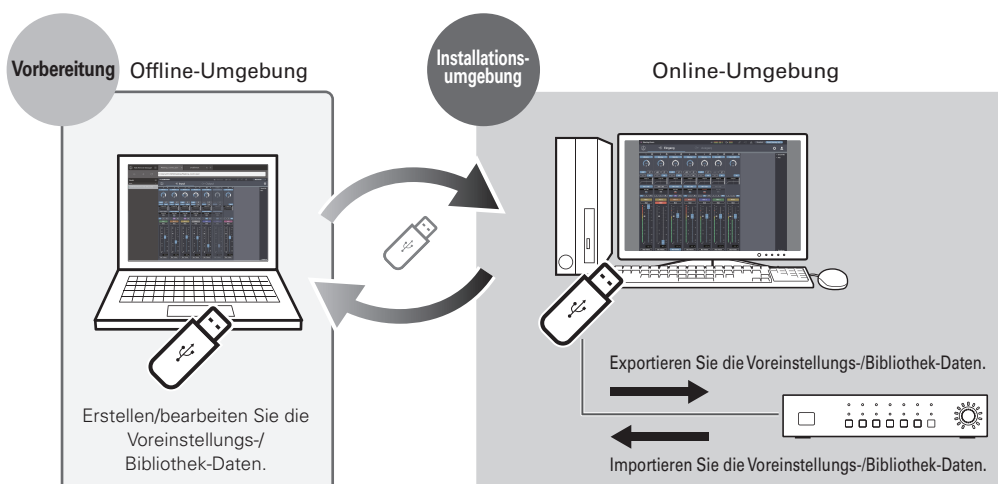 Vorbereitung
Offline-Umgebung
Installations-
umgebung
Online-Umgebung
Erstellen/bearbeiten Sie die
Voreinstellungs-/
Bibliothek-Daten.
Exportieren Sie die Voreinstellungs-/Bibliothek-Daten.
Importieren Sie die Voreinstellungs-/Bibliothek-Daten.